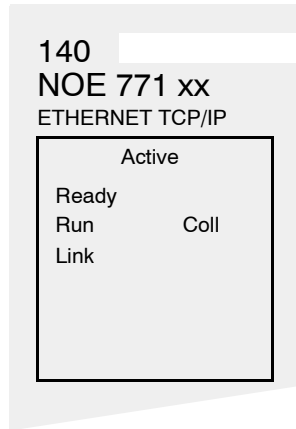 140
NOE 771 xx
ETHERNET TCP/IP
Active
Ready
Run Coll
Link